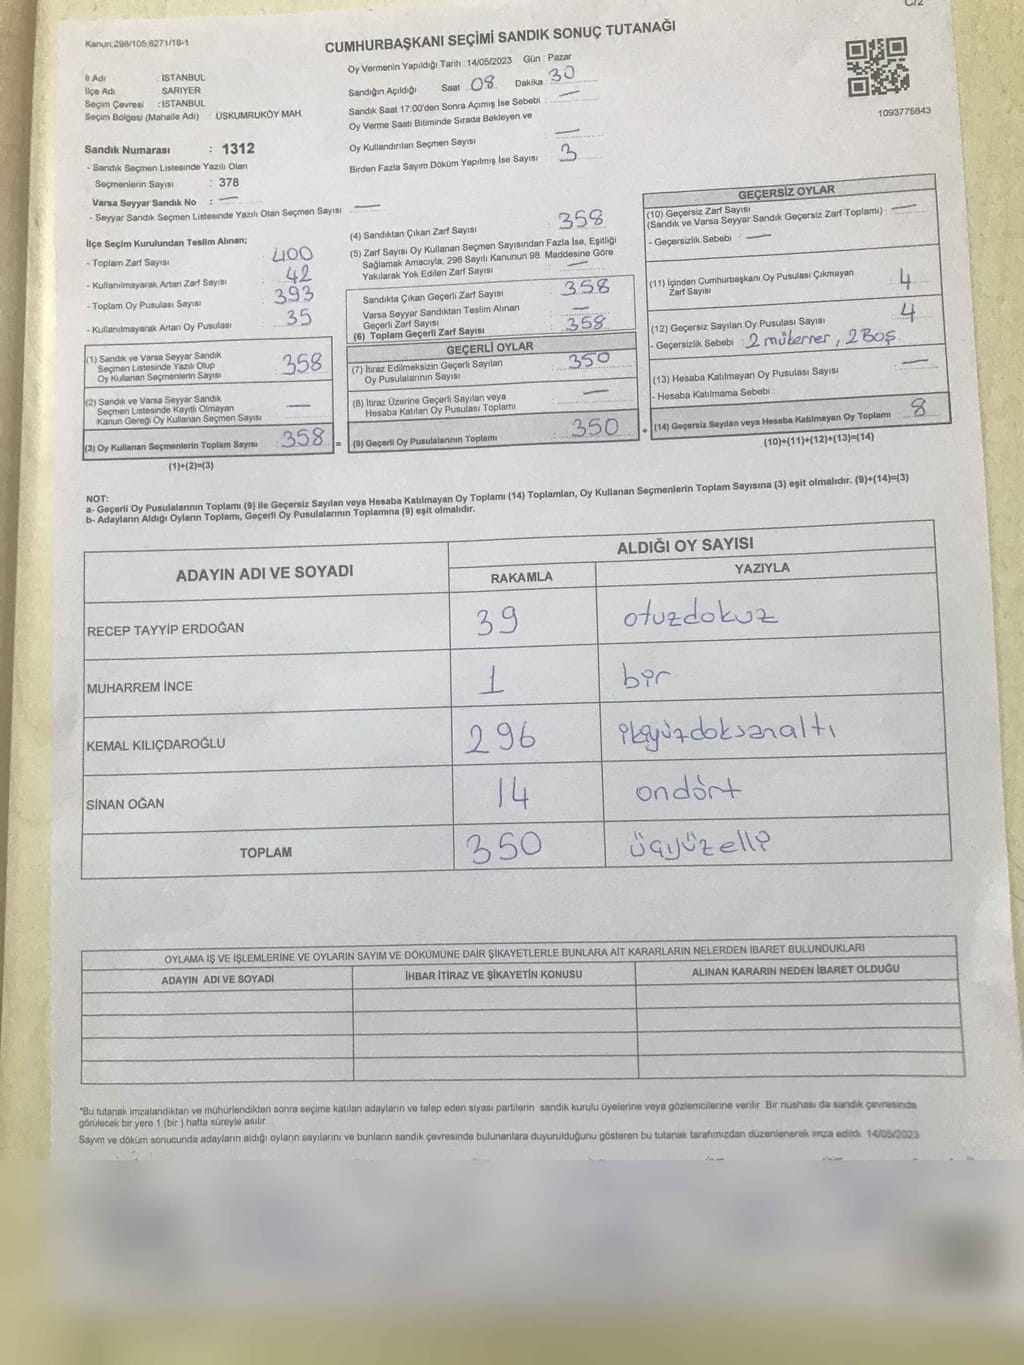 C/2
Kanun:298/105;6271/18-1
CUMHURBAŞKANI SEÇİMİ SANDIK SONUÇ TUTANAĞI
Oy Vermenin Yapıldığı Tarih : 14/05/2023 Gün : Pazar
İl Adı : İSTANBUL
İlçe Adı SARIYER
Seçim Çevresi : İSTANBUL
Seçim Bölgesi (Mahalle Adı) : USKUMRUKÖY MAH.
Sandık Numarası : 1312
- Sandık Seçmen Listesinde Yazılı Olan
Seçmenlerin Sayısı : 378
Varsa Seyyar Sandık No : —
- Seyyar Sandık Seçmen Listesinde Yazılı Olan Seçmen Sayısı —
Sandığın Açıldığı Saat 08 Dakika : 30
Sandık Saat 17:00'den Sonra Açımış İse Sebebi : —
Oy Verme Saati Bitiminde Sırada Bekleyen ve
Oy Kullandırılan Seçmen Sayısı —
Birden Fazla Sayım Döküm Yapılmış İse Sayısı 3
1093775843
İlçe Seçim Kurulundan Teslim Alınan;
- Toplam Zarf Sayısı 400
- Kullanılmayarak Artan Zarf Sayısı : 42
- Toplam Oy Pusulası Sayısı 393
- Kullanılmayarak Artan Oy Pusulası : 35
(1) Sandık ve Varsa Seyyar Sandık
Seçmen Listesinde Yazılı Olup
Oy Kullanan Seçmenlerin Sayısı : 358
(2) Sandık ve Varsa Seyyar Sandık
Seçmen Listesinde Kayıtlı Olmayan
Kanun Gereği Oy Kullanan Seçmen Sayısı : —
(3) Oy Kullanan Seçmenlerin Toplam Sayısı : 358 =
(1)+(2)=(3)
(4) Sandıktan Çıkan Zarf Sayısı : 358
(5) Zarf Sayısı Oy Kullanan Seçmen Sayısından Fazla İse, Eşitliği
Sağlamak Amacıyla; 298 Sayılı Kanunun 98. Maddesine Göre
Yakılarak Yok Edilen Zarf Sayısı : —
Sandıkta Çıkan Geçerli Zarf Sayısı : 358
Varsa Seyyar Sandıktan Teslim Alınan
Geçerli Zarf Sayısı : —
(6) Toplam Geçerli Zarf Sayısı : 358
GEÇERLİ OYLAR
(7) İtiraz Edilmeksizin Geçerli Sayılan
Oy Pusulalarının Sayısı : 350
(8) İtiraz Üzerine Geçerli Sayılan veya
Hesaba Katılan Oy Pusulası Toplamı : —
(9) Geçerli Oy Pusulalarının Toplamı : 350 +
GEÇERSİZ OYLAR
(10) Geçersiz Zarf Sayısı
(Sandık ve Varsa Seyyar Sandık Geçersiz Zarf Toplamı) : —
- Geçersizlik Sebebi : —
(11) İçinden Cumhurbaşkanı Oy Pusulası Çıkmayan
Zarf Sayısı : 4
(12) Geçersiz Sayılan Oy Pusulası Sayısı : 4
- Geçersizlik Sebebi : 2 mükerrer, 2 Boş.
(13) Hesaba Katılmayan Oy Pusulası Sayısı : —
- Hesaba Katılmama Sebebi :
(14) Geçersiz Sayılan veya Hesaba Katılmayan Oy Toplamı : 8
(10)+(11)+(12)+(13)=(14)
NOT:
a- Geçerli Oy Pusulalarının Toplamı (9) ile Geçersiz Sayılan veya Hesaba Katılmayan Oy Toplamı (14) Toplamları, Oy Kullanan Seçmenlerin Toplam Sayısına (3) eşit olmalıdır. (9)+(14)=(3)
b- Adayların Aldığı Oyların Toplamı, Geçerli Oy Pusulalarının Toplamına (9) eşit olmalıdır.
ADAYIN ADI VE SOYADI
ALDIĞI OY SAYISI
RAKAMLA YAZIYLA
RECEP TAYYİP ERDOĞAN 39 otuzdokuz
MUHARREM İNCE 1 bir
KEMAL KILIÇDAROĞLU 296 ikiyüzdoksanaltı
SİNAN OĞAN 14 ondört
TOPLAM 350 üçyüzelli
OYLAMA İŞ VE İŞLEMLERİNE VE OYLARIN SAYIM VE DÖKÜMÜNE DAİR ŞİKAYETLERLE BUNLARA AİT KARARLARIN NELERDEN İBARET BULUNDUKLARI
ADAYIN ADI VE SOYADI İHBAR İTİRAZ VE ŞİKAYETİN KONUSU ALINAN KARARIN NEDEN İBARET OLDUĞU
*Bu tutanak imzalandıktan ve mühürlendikten sonra seçime katılan adayların ve talep eden siyasi partilerin sandık kurulu üyelerine veya gözlemcilerine verilir. Bir nüshası da sandık çevresinde
görülecek bir yere 1 (bir ) hafta süreyle asılır.
Sayım ve döküm sonucunda adayların aldığı oyların sayılarını ve bunların sandık çevresinde bulunanlara duyurulduğunu gösteren bu tutanak tarafımızdan düzenlenerek imza edildi. 14/05/2023